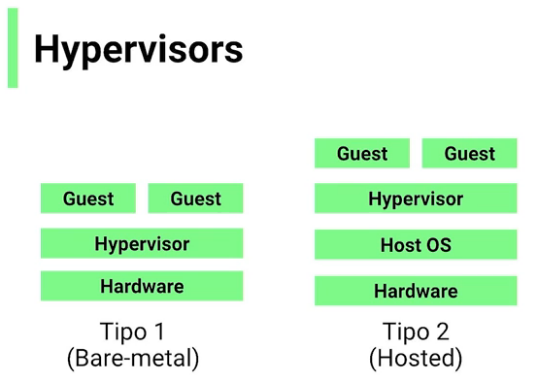 Hypervisors
Guest Guest
Hypervisor
Hardware
Tipo 1
(Bare-metal)
Guest Guest
Hypervisor
Host OS
Hardware
Tipo 2
(Hosted)